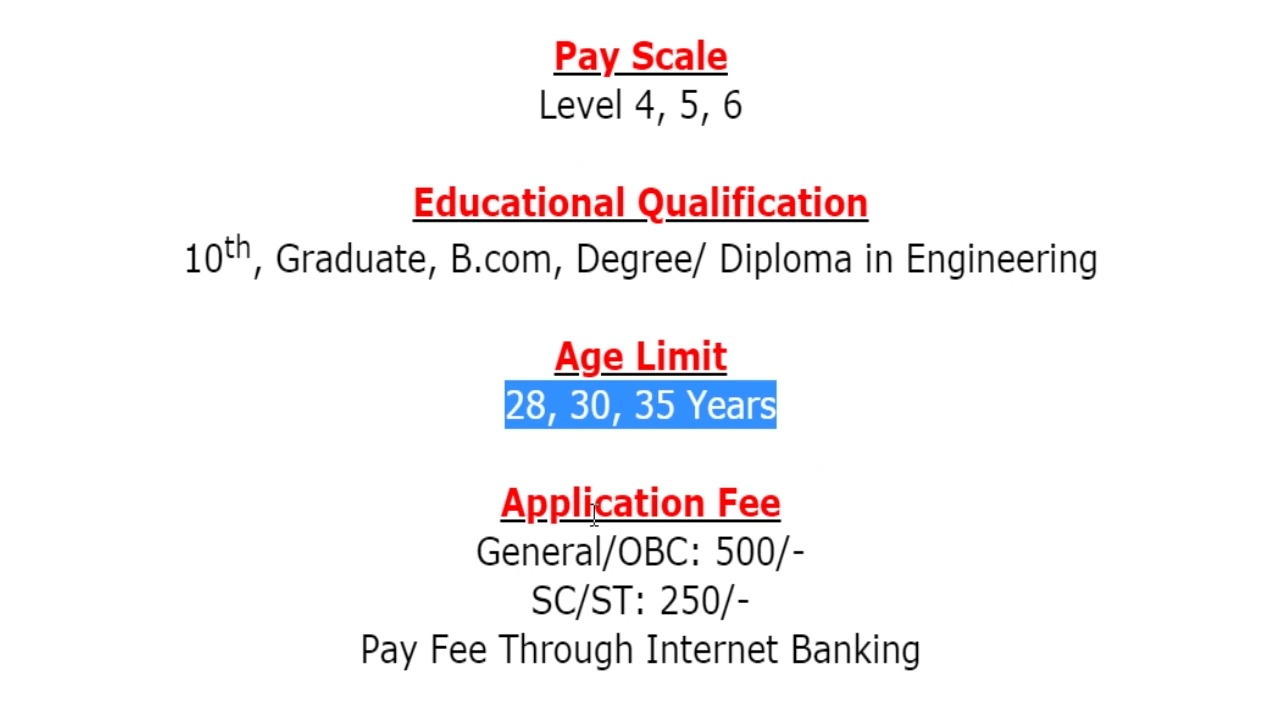 Pay Scale
Level 4, 5, 6
Educational Qualification
10th, Graduate, B.com, Degree/ Diploma in Engineering
Age Limit
28, 30, 35 Years
Application Fee
General/OBC: 500/-
SC/ST: 250/-
Pay Fee Through Internet Banking